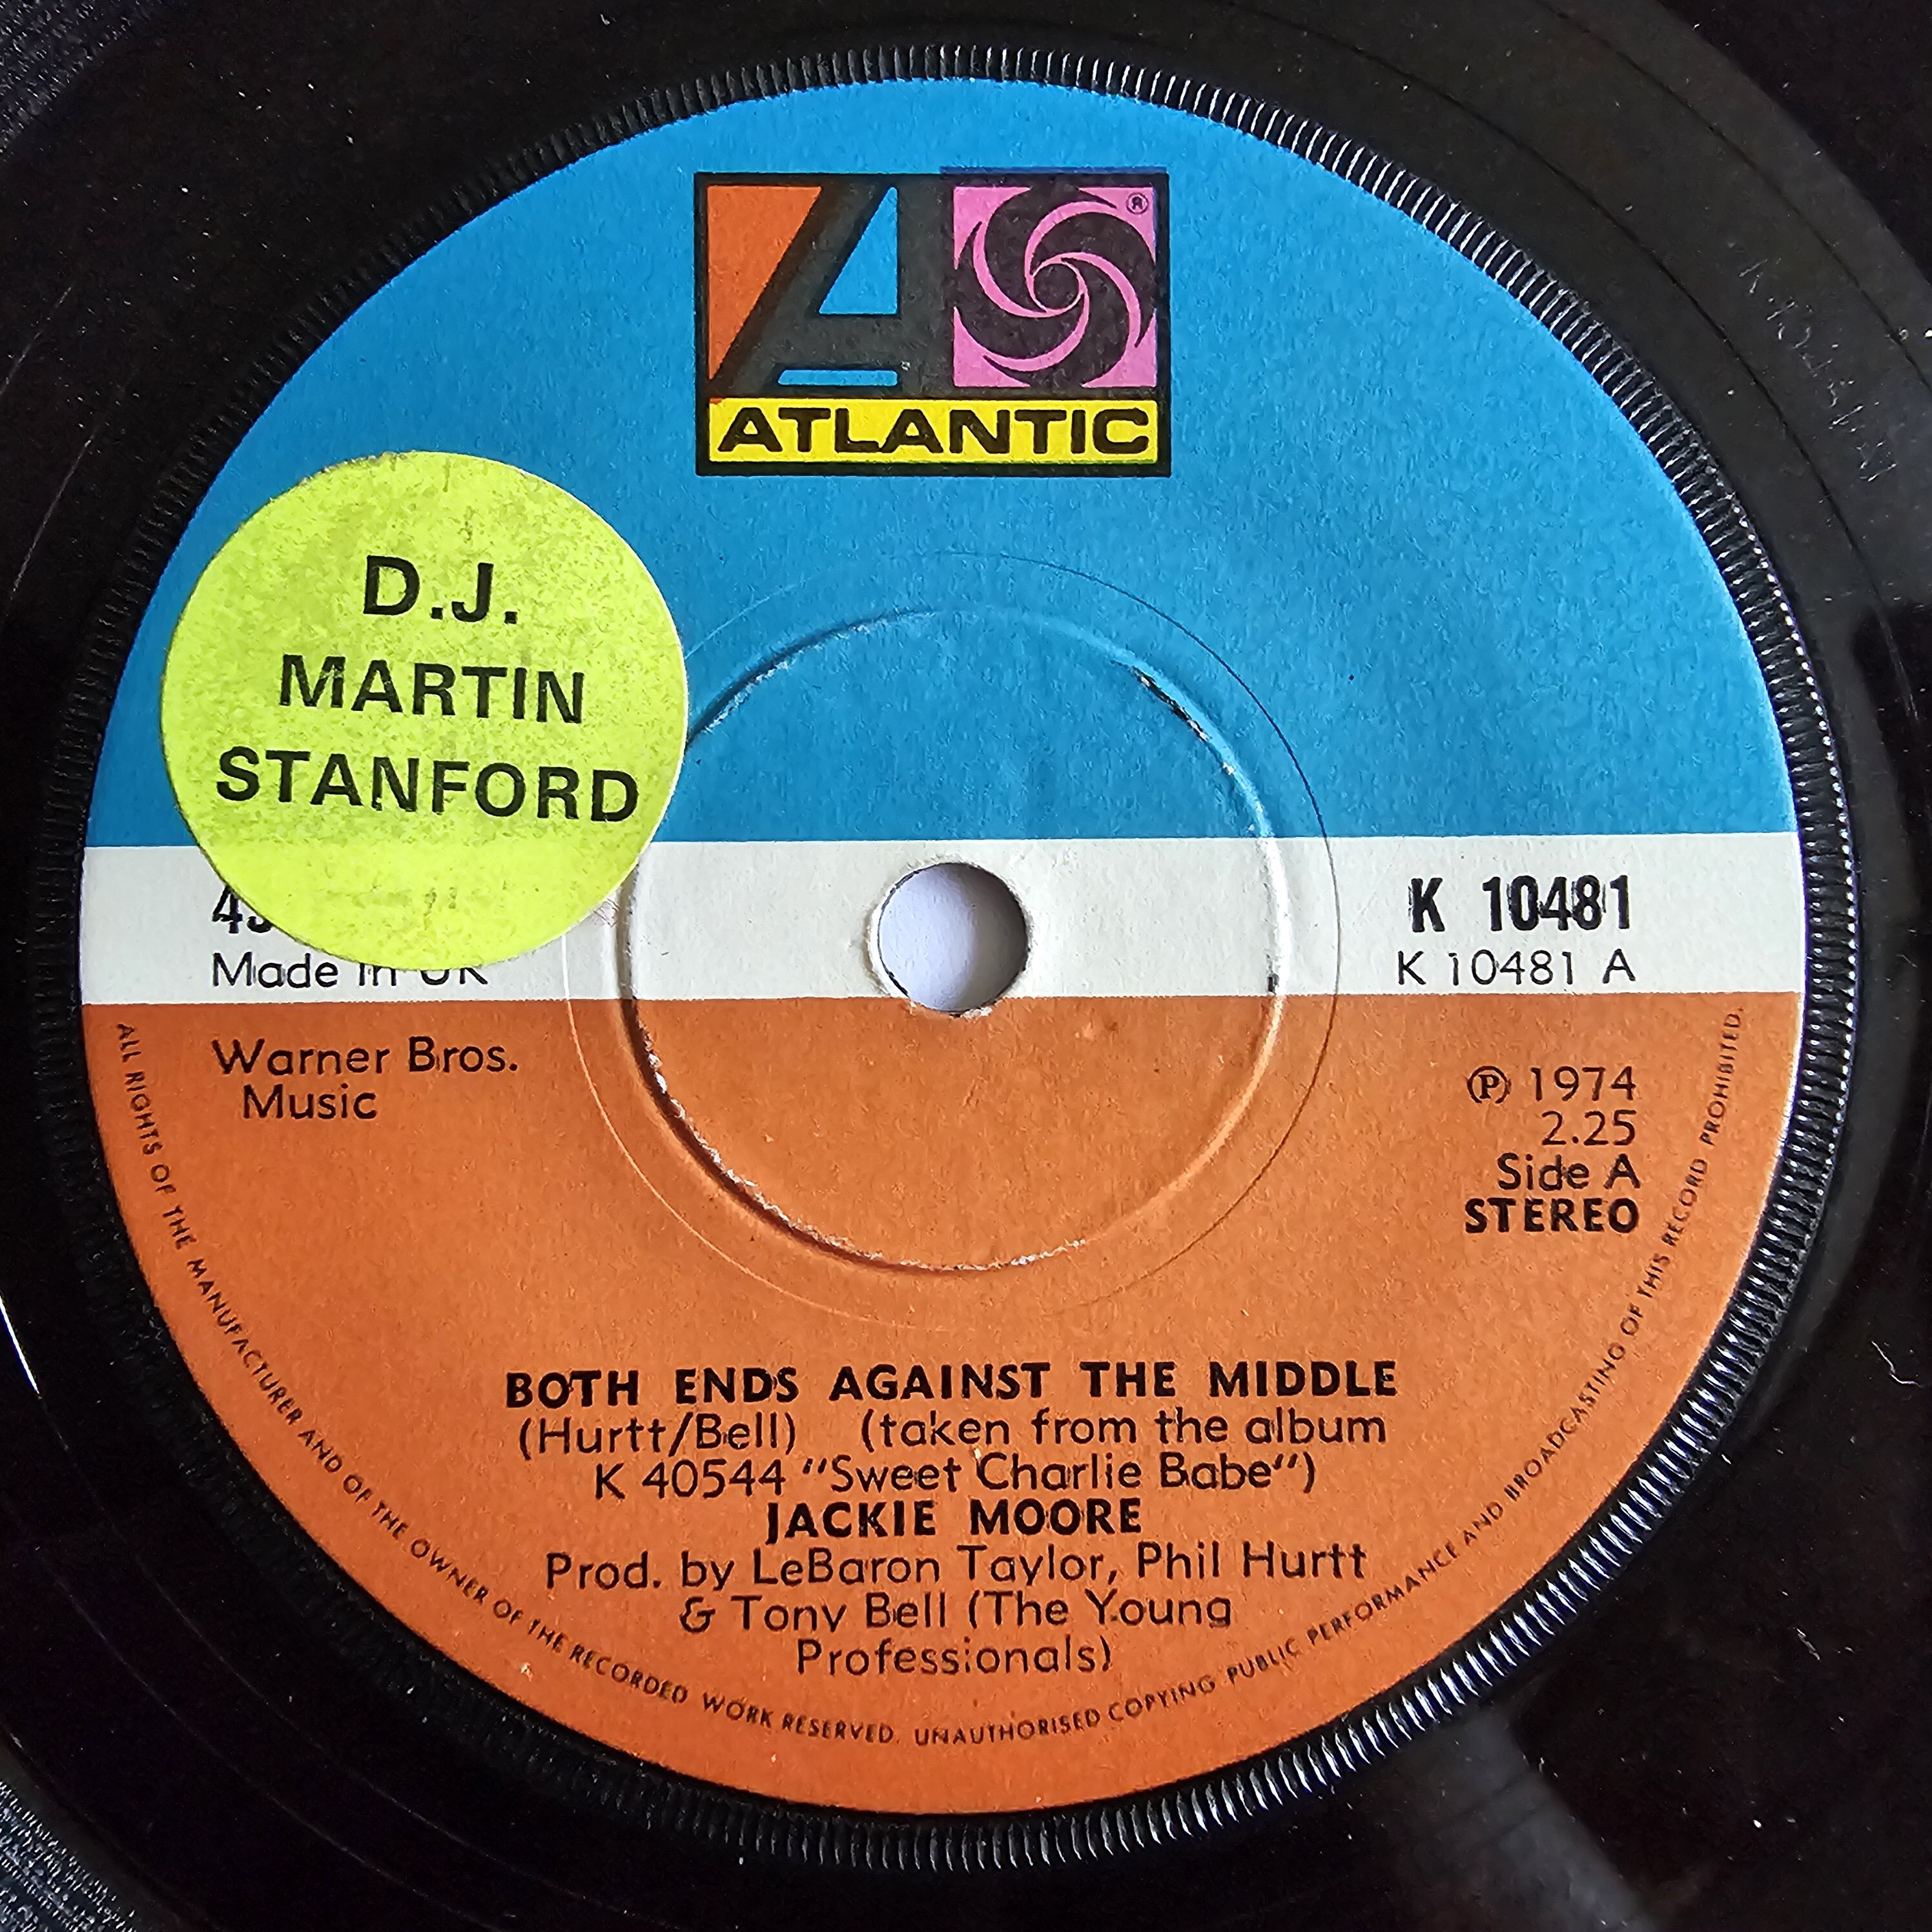 ®
ATLANTIC
D.J.
MARTIN
STANFORD
Made in UK
K 10481
K 10481 A
Warner Bros.
Music
Ⓟ 1974
2.25
Side A
STEREO
BOTH ENDS AGAINST THE MIDDLE
(Hurtt/Bell) (taken from the album
K 40544 "Sweet Charlie Babe")
JACKIE MOORE
Prod. by LeBaron Taylor, Phil Hurtt
& Tony Bell (The Young
Professionals)
ALL RIGHTS OF THE MANUFACTURER AND OF THE OWNER OF THE RECORDED WORK RESERVED. UNAUTHORISED COPYING PUBLIC PERFORMANCE AND BROADCASTING OF THIS RECORD PROHIBITED.